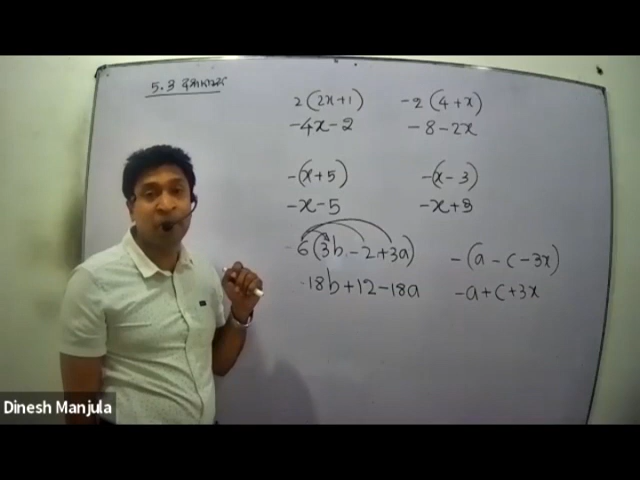 5.3
2(2x+1)
-4x-2
-2(4+x)
-8-2x
-(x+5)
-x-5
-(x-3)
-x+3
-6(3b-2+3a)
-18b+12-18a
-(a-c-3x)
-a+c+3x
Dinesh Manjula